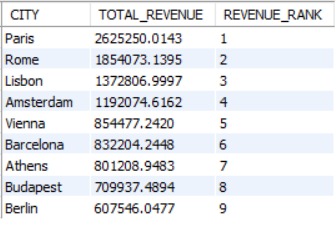 CITY TOTAL_REVENUE REVENUE_RANK
Paris 2625250.0143 1
Rome 1854073.1395 2
Lisbon 1372806.9997 3
Amsterdam 1192074.6162 4
Vienna 854477.2420 5
Barcelona 832204.2448 6
Athens 801208.9483 7
Budapest 709937.4894 8
Berlin 607546.0477 9